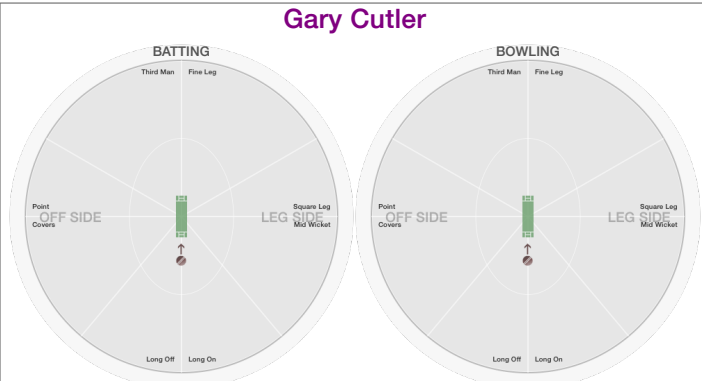 Gary Cutler
BATTING
BOWLING
Third Man Fine Leg
Third Man Fine Leg
Point
Square Leg
OFF SIDE
LEG SIDE
Covers
Mid Wicket
Point
Square Leg
OFF SIDE
LEG SIDE
Covers
Mid Wicket
Long Off Long On
Long Off Long On